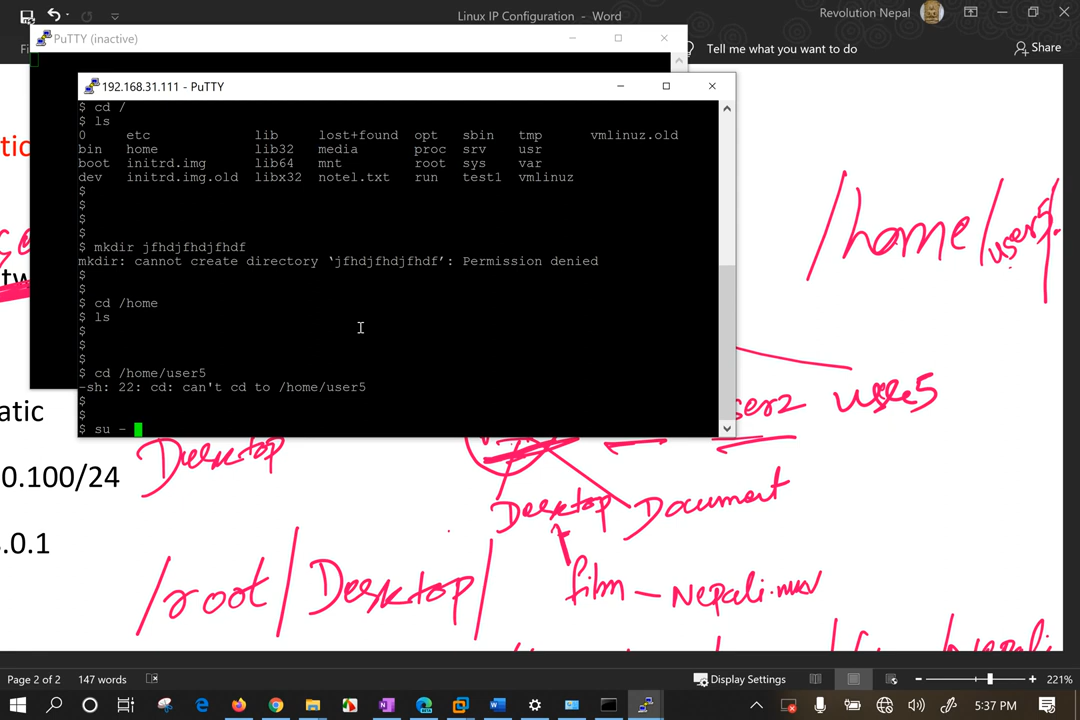 Linux IP Configuration - Word
Revolution Nepal
PuTTY (inactive)
Tell me what you want to do
Share
192.168.31.111 - PuTTY
$ cd /
$ ls
0 etc lib lost+found opt sbin tmp vmlinuz.old
bin home lib32 media proc srv usr
boot initrd.img lib64 mnt root sys var
dev initrd.img.old libx32 note1.txt run test1 vmlinuz
$
$
$
$
$ mkdir jfhdjfhdjfhdf
mkdir: cannot create directory ‘jfhdjfhdjfhdf’: Permission denied
$
$
$ cd /home
$ ls
$
$
$
$ cd /home/user5
-sh: 22: cd: can't cd to /home/user5
$
$
$ su -
/home/user5/.
tic
tw
atic
ser2 user5
0.100/24
Desktop
Desktop Document
.0.1
/root/Desktop/
film - Nepali.mkv
Page 2 of 2
147 words
Display Settings
221%
5:37 PM